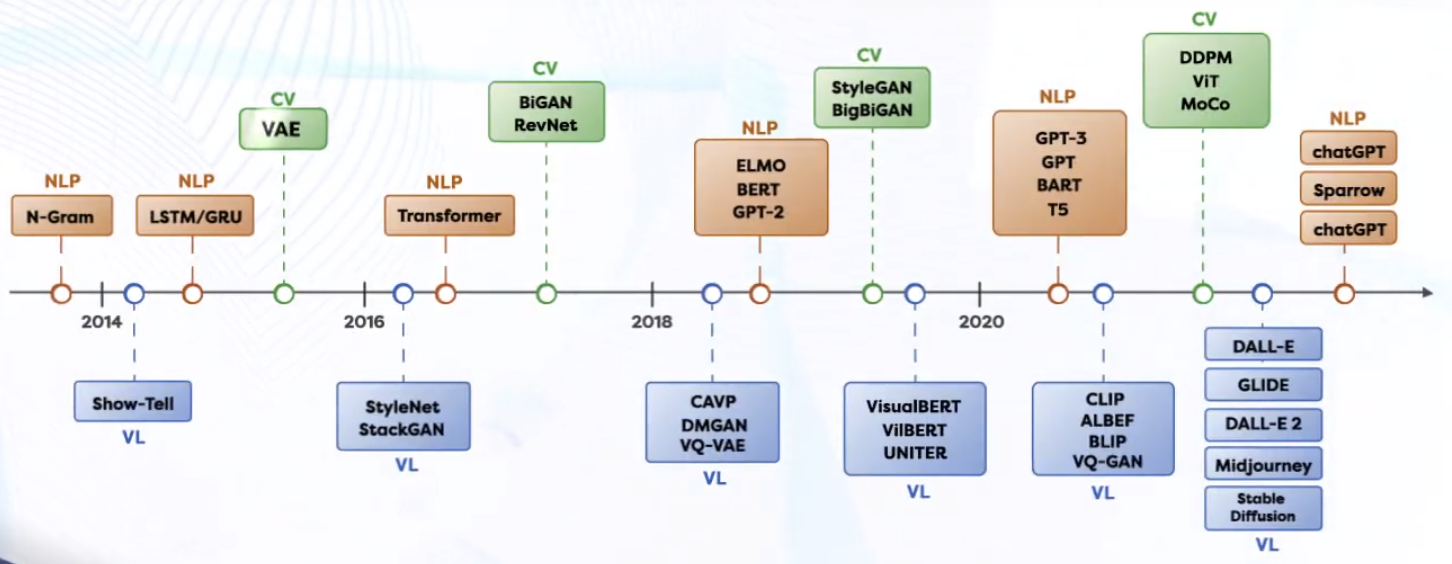 NLP
N-Gram
NLP
LSTM/GRU
CV
VAE
NLP
Transformer
CV
BiGAN
RevNet
NLP
ELMO
BERT
GPT-2
CV
StyleGAN
BigBiGAN
NLP
GPT-3
GPT
BART
T5
CV
DDPM
ViT
MoCo
NLP
chatGPT
Sparrow
chatGPT
2014
2016
2018
2020
Show-Tell
VL
StyleNet
StackGAN
VL
CAVP
DMGAN
VQ-VAE
VL
VisualBERT
VilBERT
UNITER
VL
CLIP
ALBEF
BLIP
VQ-GAN
VL
DALL-E
GLIDE
DALL-E 2
Midjourney
Stable
Diffusion
VL